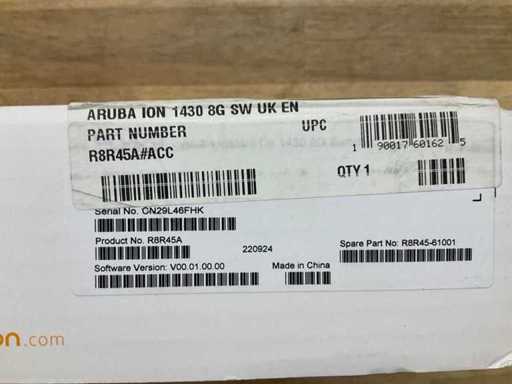 ARUBA ION 1430 8G SW UK EN
PART NUMBER
UPC
R8R45A#ACC
1 90017 60162 5
QTY 1
Serial No. CN29L46FHK
Product No. R8R45A
220924
Spare Part No: R8R45-61001
Software Version: V00.01.00.00
Made in China
on.com